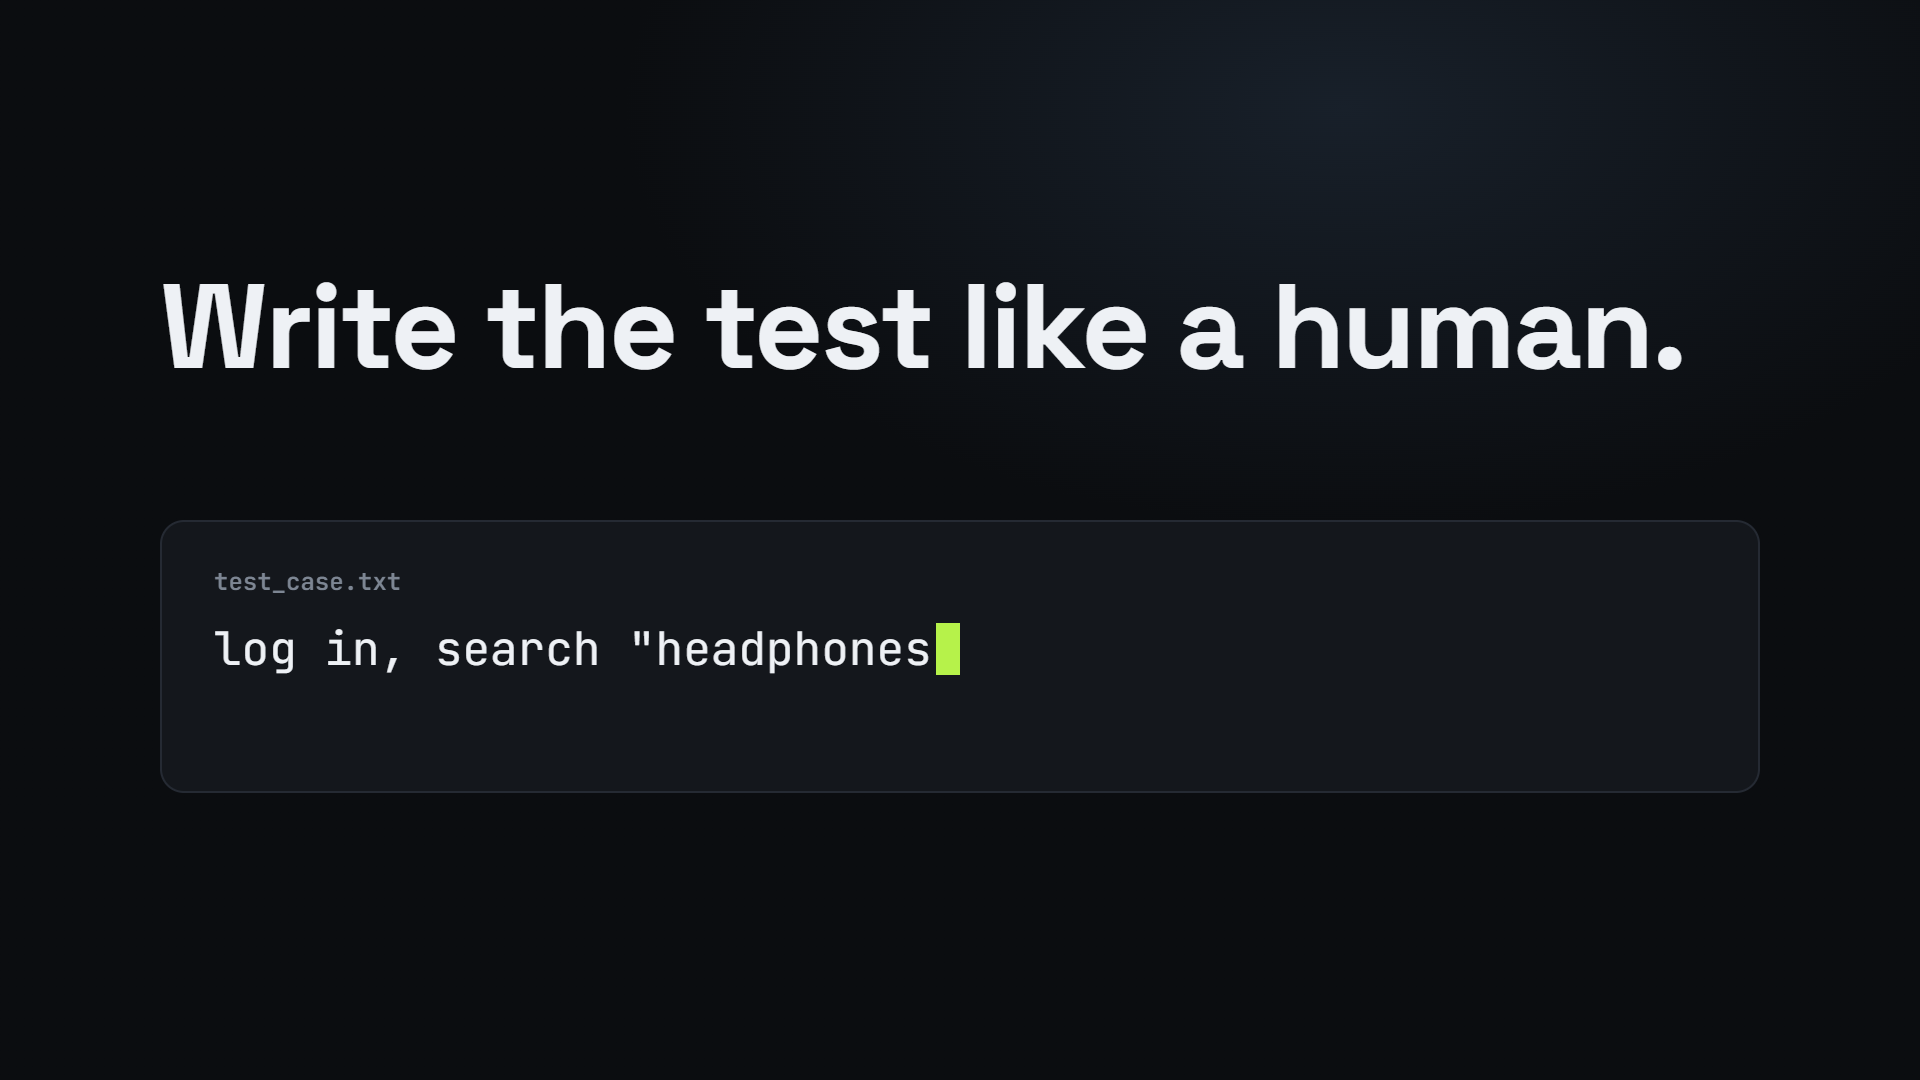 Write the test like a human.
test_case.txt
log in, search "headphones